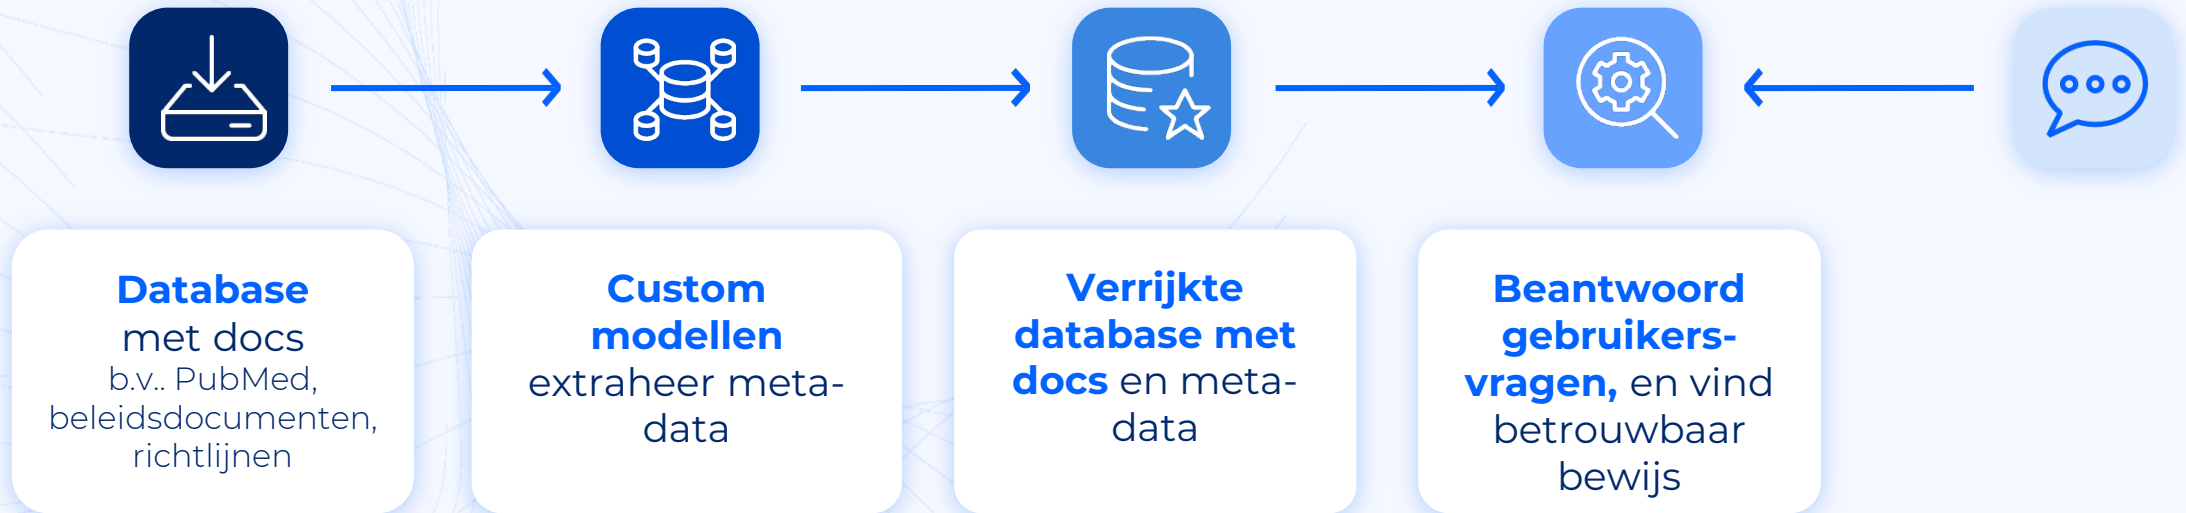 Database
met docs
b.v.. PubMed,
beleidsdocumenten,
richtlijnen
Custom
modellen
extraheer meta-
data
Verrijkte
database met
docs en meta-
data
Beantwoord
gebruikers-
vragen, en vind
betrouwbaar
bewijs